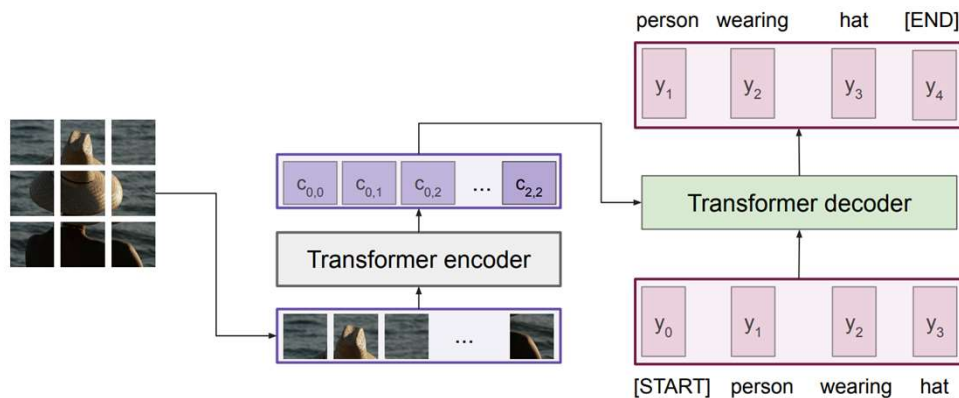 person wearing hat [END]
y1 y2 y3 y4
c0,0 c0,1 c0,2 ... c2,2
Transformer decoder
Transformer encoder
...
y0 y1 y2 y3
[START] person wearing hat